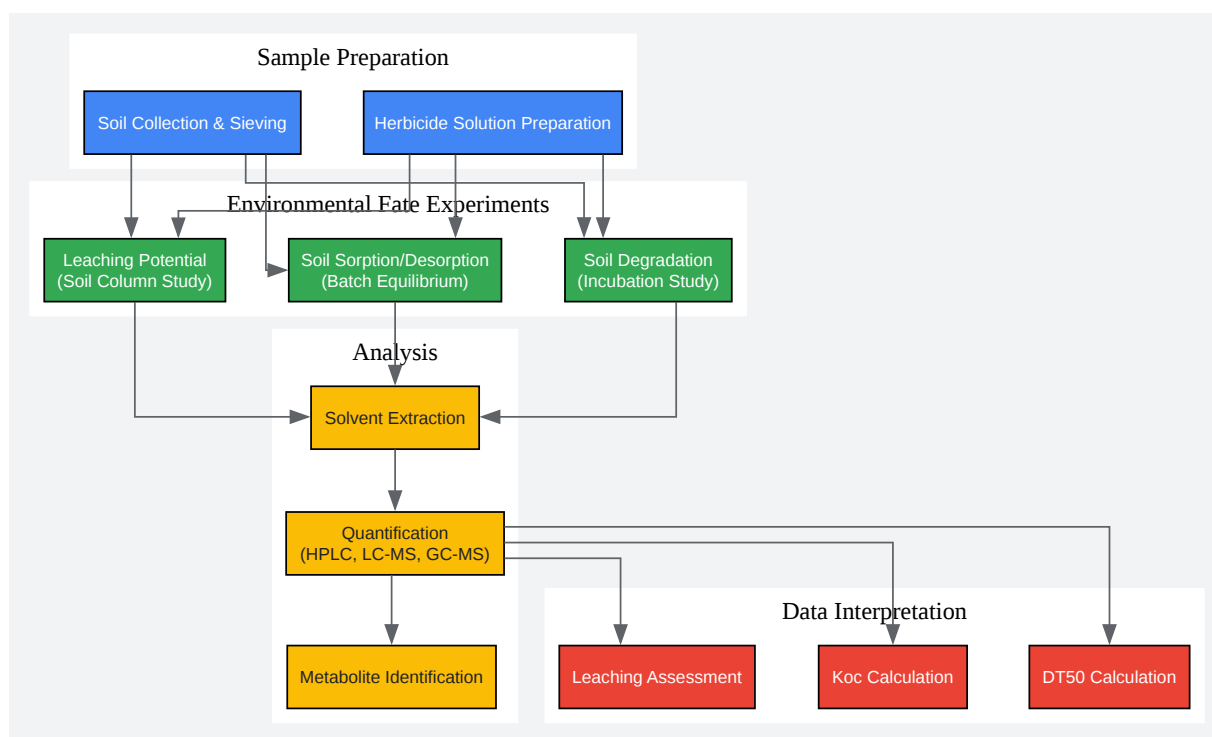 Sample Preparation
Soil Collection & Sieving
Herbicide Solution Preparation
Environmental Fate Experiments
Leaching Potential
(Soil Column Study)
Soil Sorption/Desorption
(Batch Equilibrium)
Soil Degradation
(Incubation Study)
Analysis
Solvent Extraction
Quantification
(HPLC, LC-MS, GC-MS)
Metabolite Identification
Data Interpretation
Leaching Assessment
Koc Calculation
DT50 Calculation